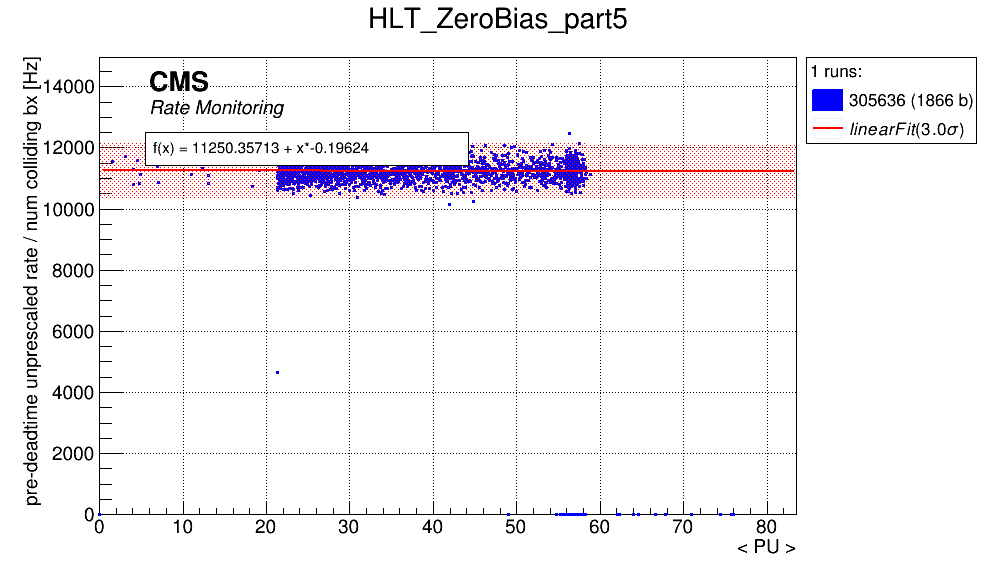 HLT_ZeroBias_part5
pre-deadtime unprescaled rate / num colliding bx [Hz]
14000
12000
10000
8000
6000
4000
2000
0
CMS
Rate Monitoring
f(x) = 11250.35713 + x*-0.19624
0 10 20 30 40 50 60 70 80
< PU >
1 runs:
305636 (1866 b)
linearFit(3.0σ)